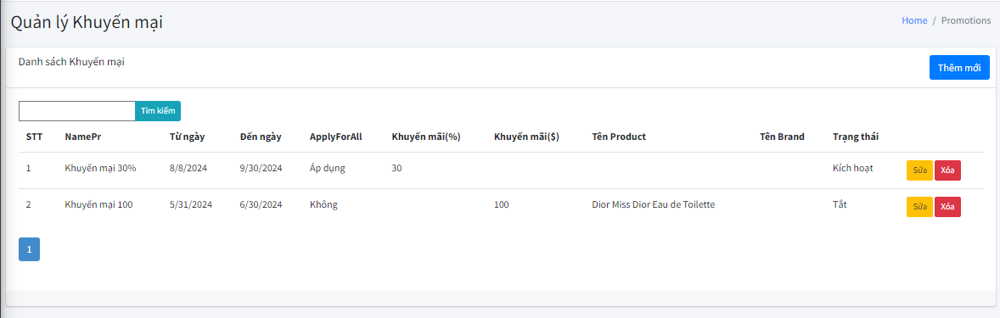 Quản lý Khuyến mại
Home / Promotions
Danh sách Khuyến mại
Thêm mới
Tìm kiếm
STT NamePr Từ ngày Đến ngày ApplyForAll Khuyến mãi(%) Khuyến mãi($) Tên Product Tên Brand Trạng thái
1 Khuyến mại 30% 8/8/2024 9/30/2024 Áp dụng 30 Kích hoạt Sửa Xóa
2 Khuyến mại 100 5/31/2024 6/30/2024 Không 100 Dior Miss Dior Eau de Toilette Tắt Sửa Xóa
1